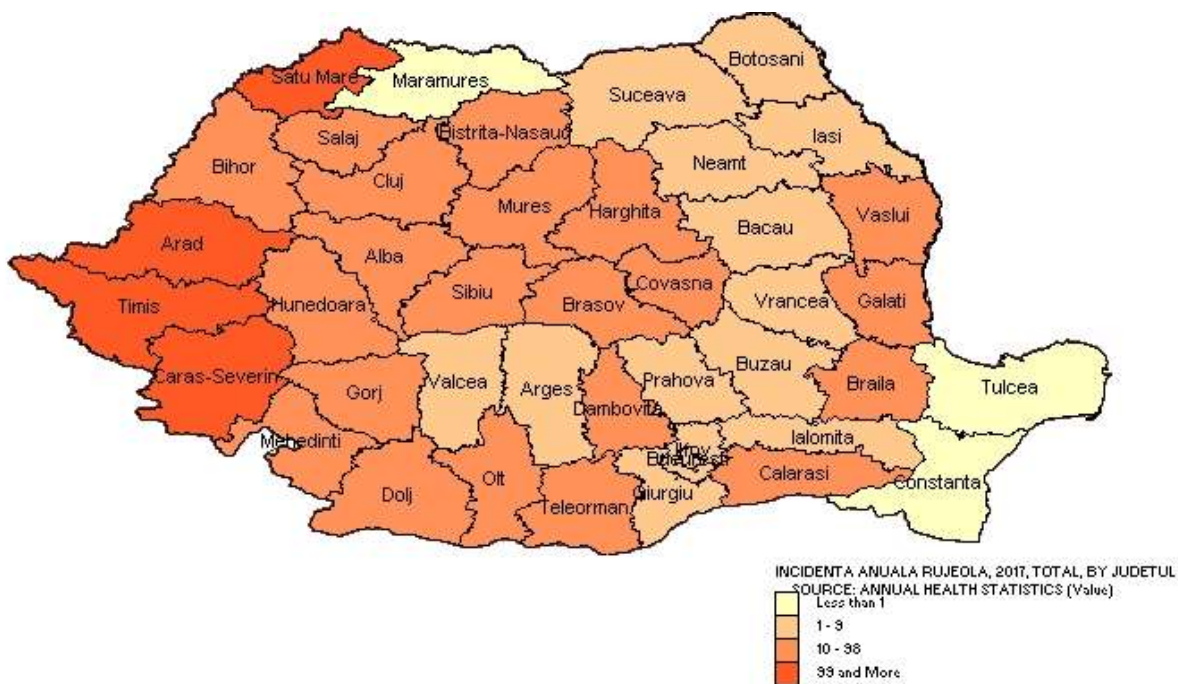 Botosani
Satu Mare
Maramures
Suceava
Bistrita-Nasaud
Salaj
Iasi
Bihor
Neamt
Cluj
Mures
Harghita
Vaslui
Bacau
Arad
Alba
Covasna
Sibiu
Brasov
Vrancea
Galati
Timis
Hunedoara
Buzau
Caras-Severin
Valcea
Arges
Prahova
Braila
Tulcea
Gorj
Dambovita
Mehedinti
Ialomita
Bucuresti
Calarasi
Ott
Constanta
Dolj
Giurgiu
Teleorman
INCIDENTA ANUALA RUJEOLA, 2017, TOTAL, BY JUDETUL
SOURCE: ANNUAL HEALTH STATISTICS (Value)
Less than 1
1 - 9
10 - 98
99 and More